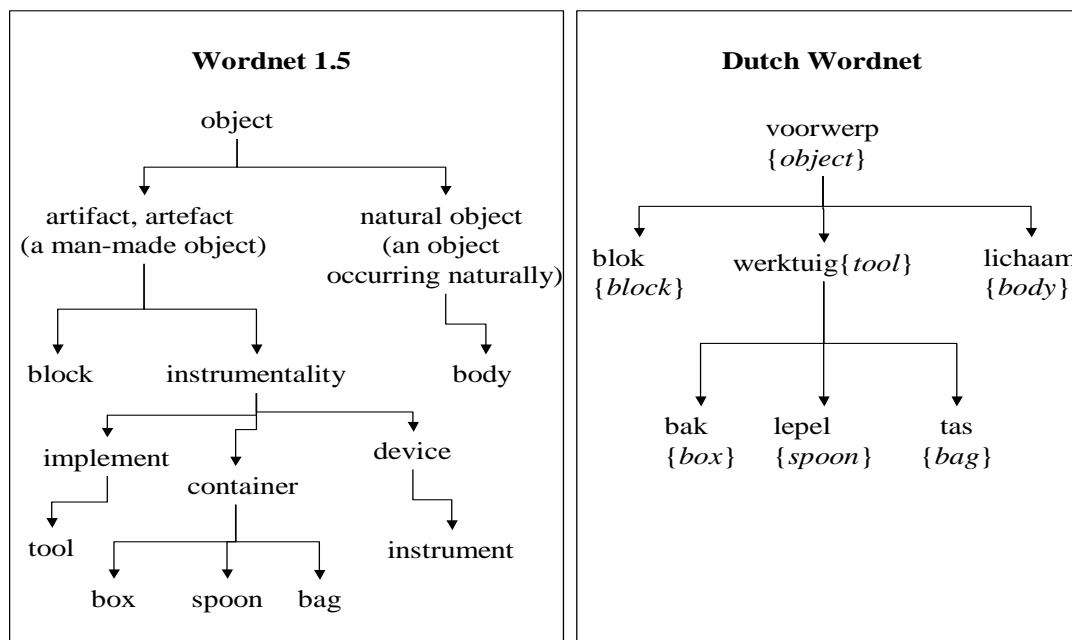 Wordnet 1.5
object
artifact, artefact
(a man-made object)
natural object
(an object
occurring naturally)
block
instrumentality
body
implement
container
device
tool
instrument
box
spoon
bag
Dutch Wordnet
voorwerp
{object}
blok
{block}
werktuig{tool}
lichaam
{body}
bak
{box}
lepel
{spoon}
tas
{bag}